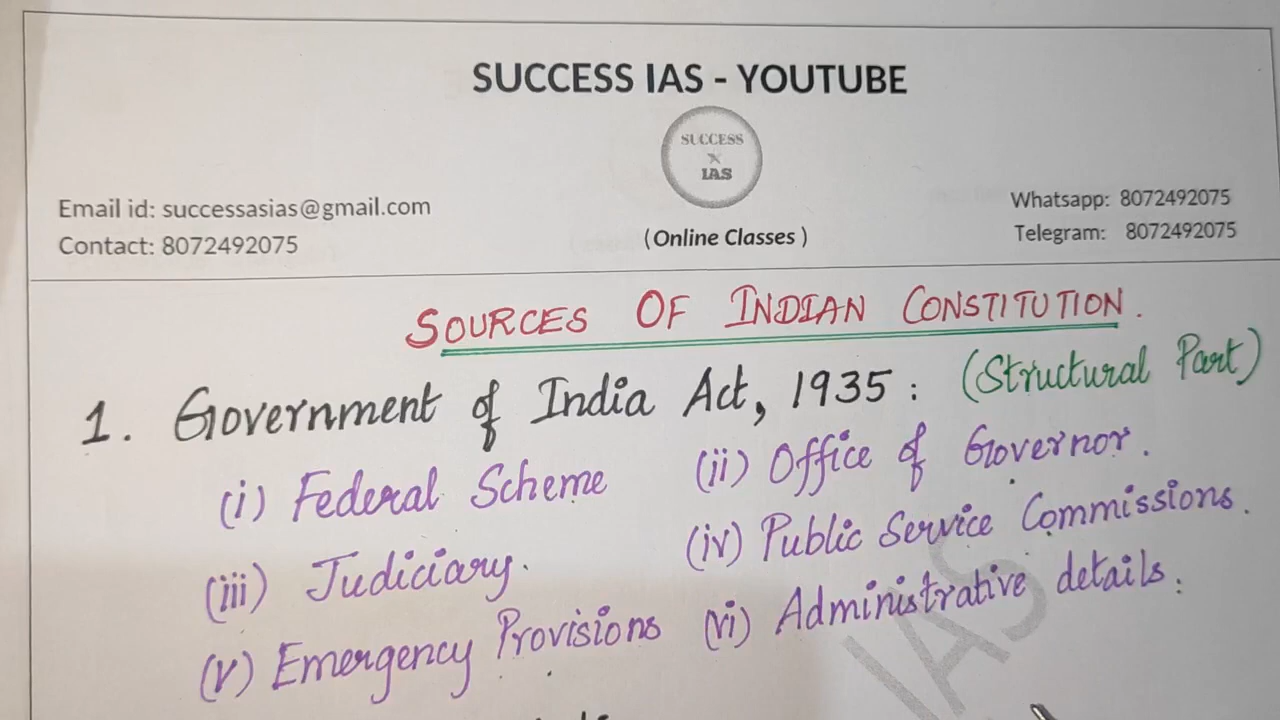 SUCCESS IAS - YOUTUBE
SUCCESS
IAS
Email id: successasias@gmail.com
Whatsapp: 8072492075
Contact: 8072492075
(Online Classes)
Telegram: 8072492075
SOURCES OF INDIAN CONSTITUTION.
1. Government of India Act, 1935: (Structural Part)
(i) Federal Scheme (ii) Office of Governor.
(iii) Judiciary. (iv) Public Service Commissions.
(v) Emergency Provisions (vi) Administrative details.
IAS